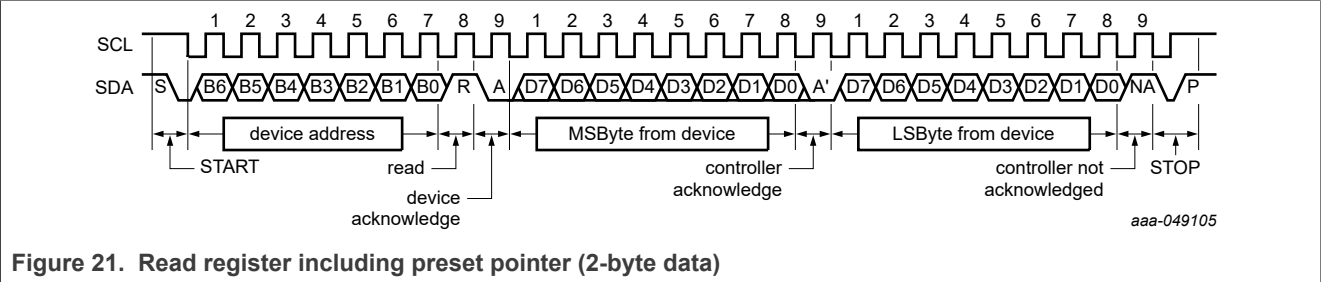 1 2 3 4 5 6 7 8 9 1 2 3 4 5 6 7 8 9 1 2 3 4 5 6 7 8 9
SCL
SDA S B6 B5 B4 B3 B2 B1 B0 R A D7 D6 D5 D4 D3 D2 D1 D0 A' D7 D6 D5 D4 D3 D2 D1 D0 NA P
device address MSByte from device LSByte from device
START read controller controller not STOP
acknowledge acknowledged
device
acknowledge
aaa-049105
Figure 21. Read register including preset pointer (2-byte data)